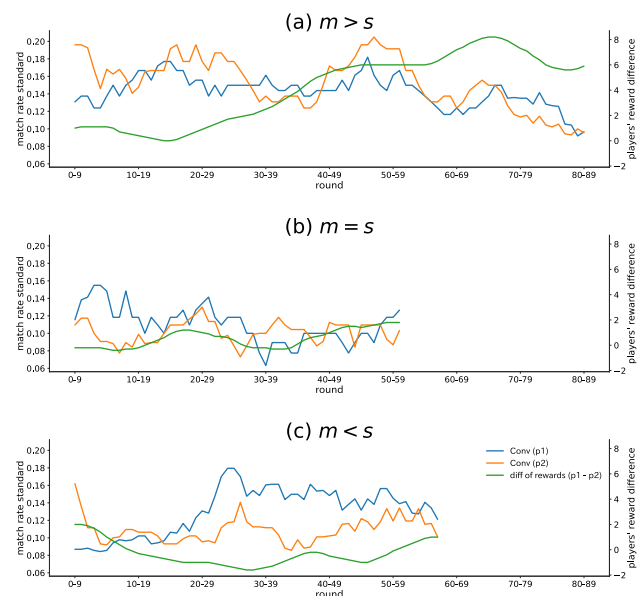 (a) m > s
match rate standard
0.20
0.18
0.16
0.14
0.12
0.10
0.08
0.06
8
6
4
2
0
−2
players' reward difference
0–9 10–19 20–29 30–39 40–49 50–59 60–69 70–79 80–89
round
(b) m = s
match rate standard
0.20
0.18
0.16
0.14
0.12
0.10
0.08
0.06
8
6
4
2
0
−2
players' reward difference
0–9 10–19 20–29 30–39 40–49 50–59 60–69 70–79 80–89
round
(c) m < s
match rate standard
0.20
0.18
0.16
0.14
0.12
0.10
0.08
0.06
Conv (p1)
Conv (p2)
diff of rewards (p1 - p2)
8
6
4
2
0
−2
players' reward difference
0–9 10–19 20–29 30–39 40–49 50–59 60–69 70–79 80–89
round